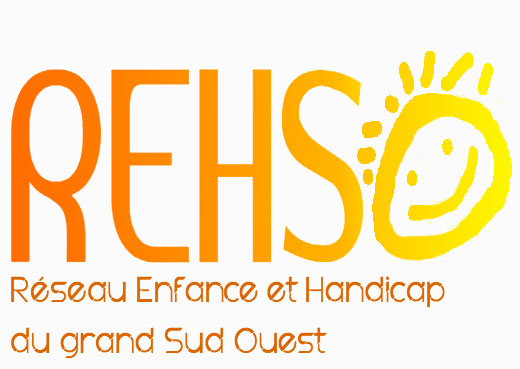 REHSO
Réseau Enfance et Handicap
du grand Sud Ouest